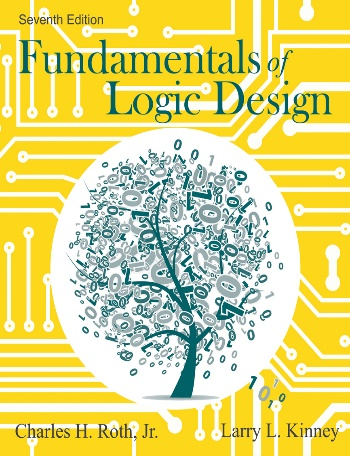 Seventh Edition
Fundamentals of
Logic Design
Charles H. Roth, Jr.
Larry L. Kinney